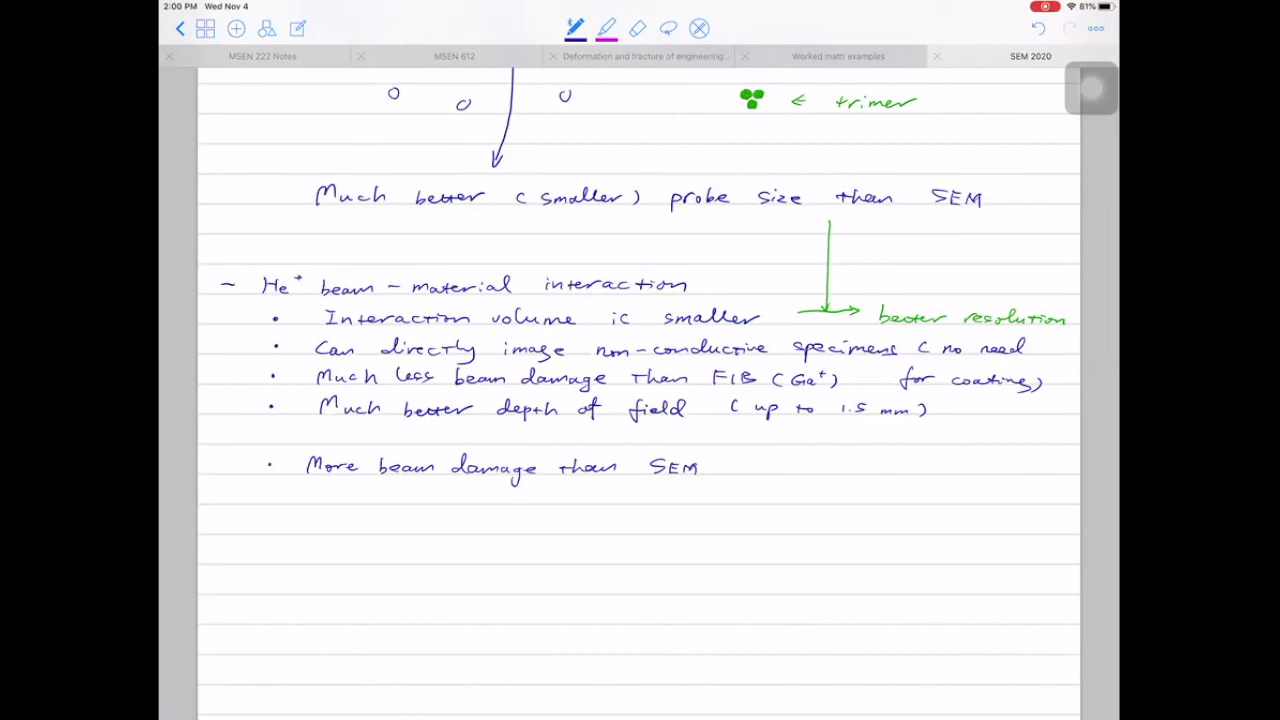 2:00 PM Wed Nov 4
81%
MSEN 222 Notes
MSEN 612
Deformation and fracture of engineering...
Worked math examples
SEM 2020
← trimer
Much better (smaller) probe size than SEM
- He⁺ beam - material interaction
• Interaction volume is smaller → better resolution
• Can directly image non-conductive specimens (no need
• Much less beam damage than FIB (Ga⁺) for coating)
• Much better depth of field (up to 1.5 mm)
• More beam damage than SEM